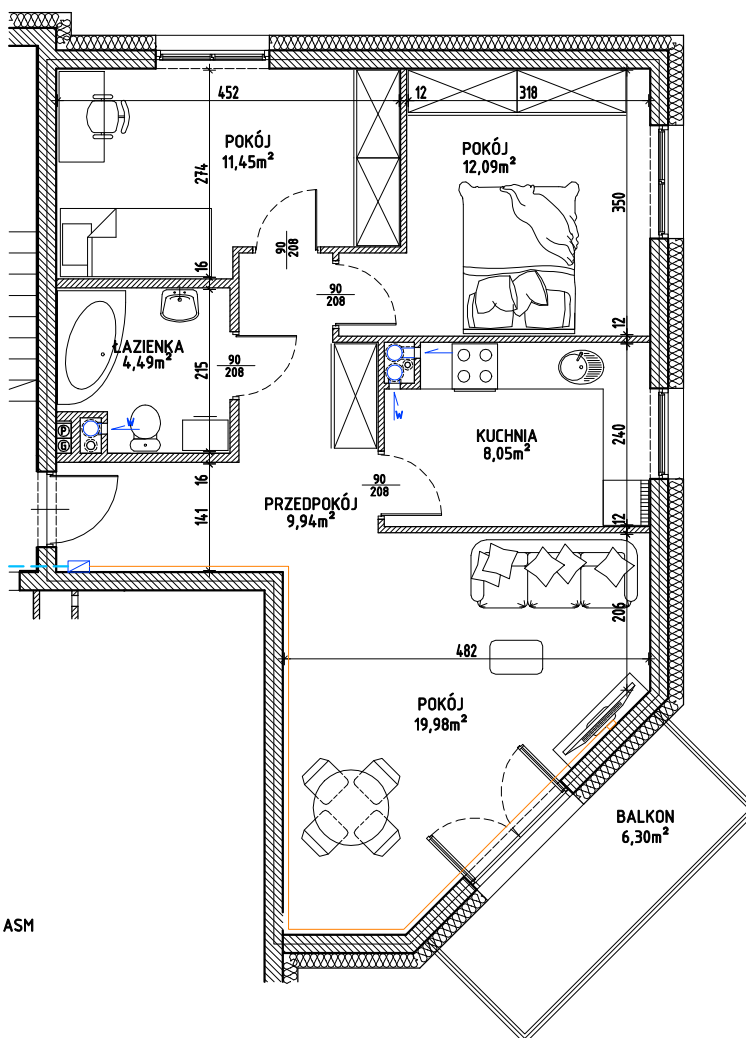 452
12
318
POKÓJ
11,45m²
POKÓJ
12,09m²
274
350
16
90
208
90
208
12
ŁAZIENKA
4,49m²
215
90
208
W
W
P
G
KUCHNIA
8,05m²
240
16
141
90
208
PRZEDPOKÓJ
9,94m²
12
206
482
POKÓJ
19,98m²
BALKON
6,30m²
ASM